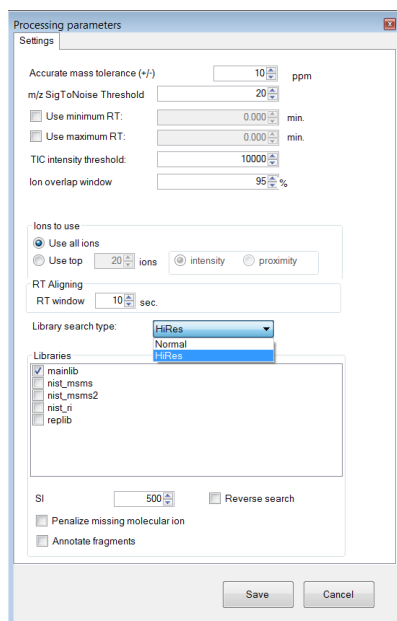 Processing parameters
Settings
Accurate mass tolerance (+/-) 10 ppm
m/z SigToNoise Threshold 20
Use minimum RT: 0.000 min.
Use maximum RT: 0.000 min.
TIC intensity threshold: 10000
Ion overlap window 95 %
Ions to use
Use all ions
Use top 20 ions intensity proximity
RT Aligning
RT window 10 sec.
Library search type: HiRes
Normal
HiRes
Libraries
mainlib
nist_msms
nist_msms2
nist_ri
replib
SI 500 Reverse search
Penalize missing molecular ion
Annotate fragments
Save Cancel